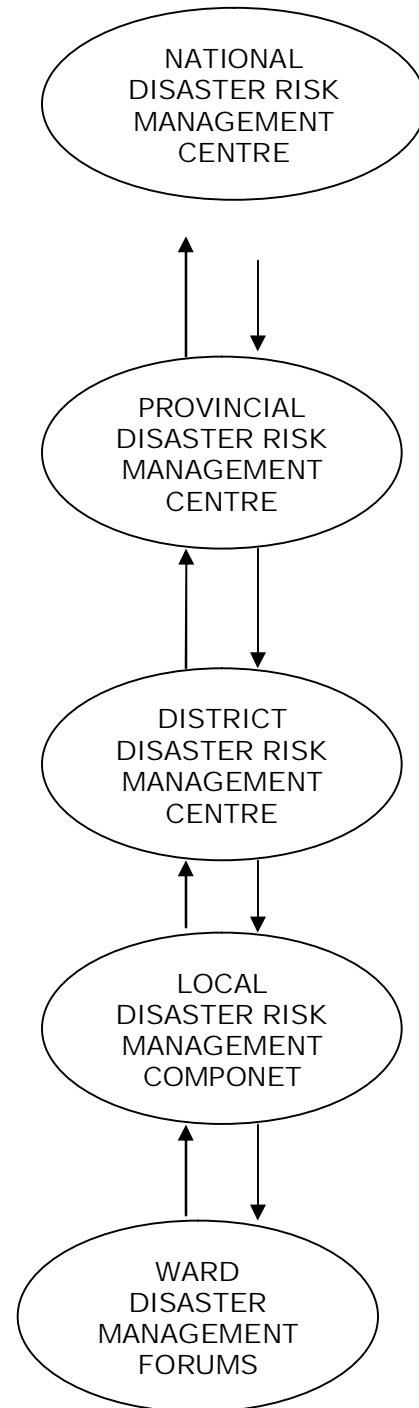 NATIONAL
DISASTER RISK
MANAGEMENT
CENTRE
PROVINCIAL
DISASTER RISK
MANAGEMENT
CENTRE
DISTRICT
DISASTER RISK
MANAGEMENT
CENTRE
LOCAL
DISASTER RISK
MANAGEMENT
COMPONET
WARD
DISASTER
MANAGEMENT
FORUMS